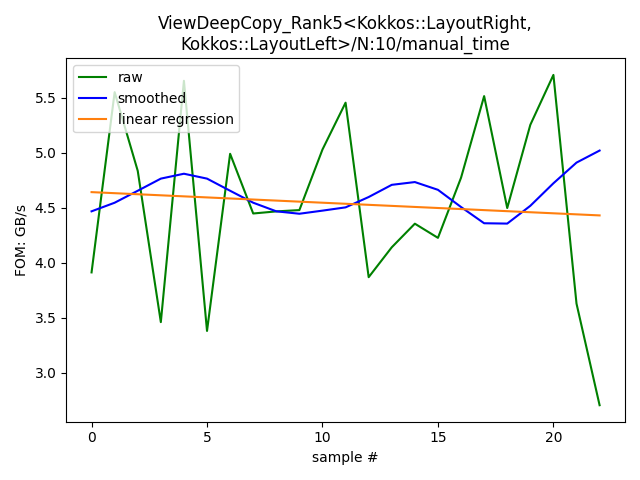 ViewDeepCopy_Rank5<Kokkos::LayoutRight,
Kokkos::LayoutLeft>/N:10/manual_time
raw
smoothed
linear regression
FOM: GB/s
5.5
5.0
4.5
4.0
3.5
3.0
0 5 10 15 20
sample #